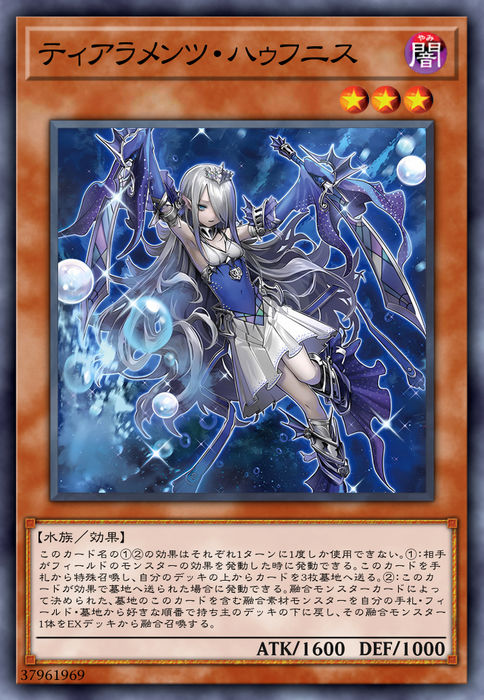 ティアラメンツ・ハゥフニス
やみ
闇
【水族／効果】
このカード名の①②の効果はそれぞれ1ターンに1度しか使用できない。①：相手
がフィールドのモンスターの効果を発動した時に発動できる。このカードを手
札から特殊召喚し、自分のデッキの上からカードを3枚墓地へ送る。②：このカー
ドが効果で墓地へ送られた場合に発動できる。融合モンスターカードによっ
て決められた、墓地のこのカードを含む融合素材モンスターを自分の手札・フィー
ルド・墓地から好きな順番で持ち主のデッキの下に戻し、その融合モンスター
1体をEXデッキから融合召喚する。
ATK/1600 DEF/1000
37961969